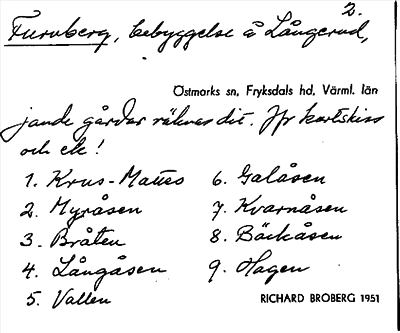 2.
Furuberg, bebyggelse å Långerud,
Östmarks sn, Fryksdals hd, Värml. län
jande gårdar räknas dit. Jfr kartskiss
och ek!
1. Krus-Matts 6. Galåsen
2. Myråsen 7. Kvarnåsen
3. Bråten 8. Bäckåsen
4. Långåsen 9. Hagen
5. Vallen
RICHARD BROBERG 1951